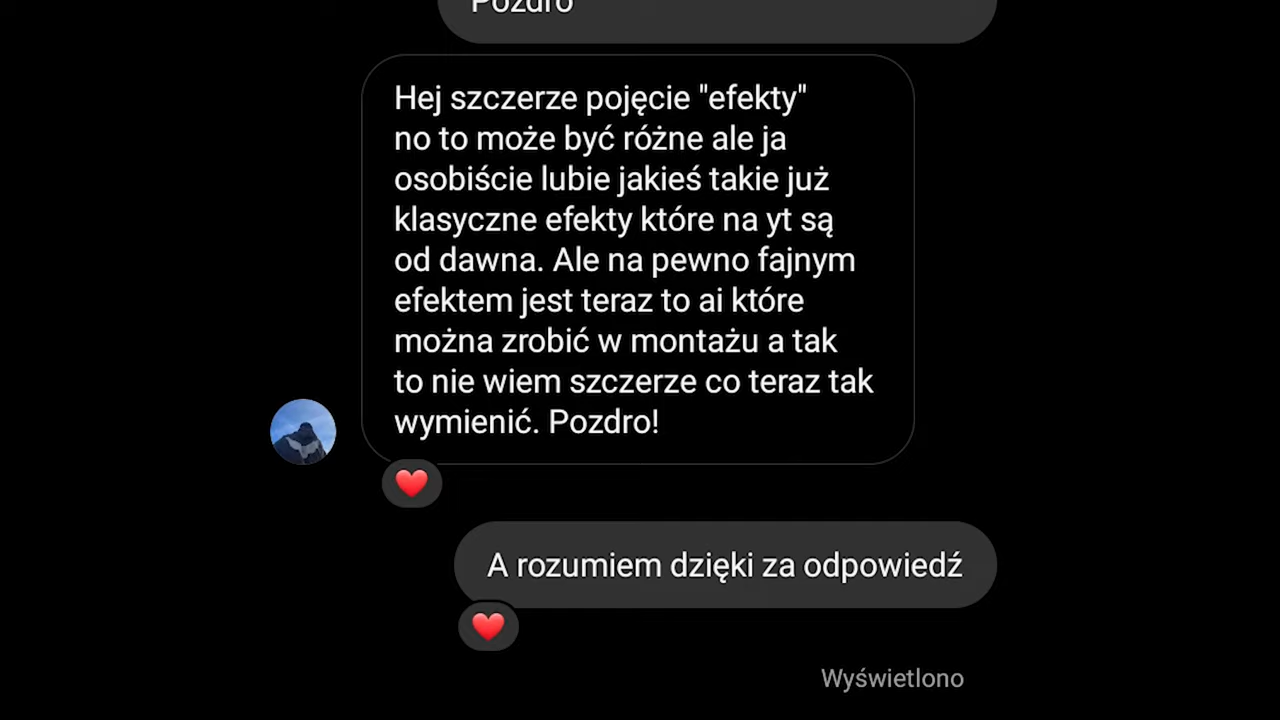 Pozdro
Hej szczerze pojęcie "efekty"
no to może być różne ale ja
osobiście lubie jakieś takie już
klasyczne efekty które na yt są
od dawna. Ale na pewno fajnym
efektem jest teraz to ai które
można zrobić w montażu a tak
to nie wiem szczerze co teraz tak
wymienić. Pozdro!
A rozumiem dzięki za odpowiedź
Wyświetlono